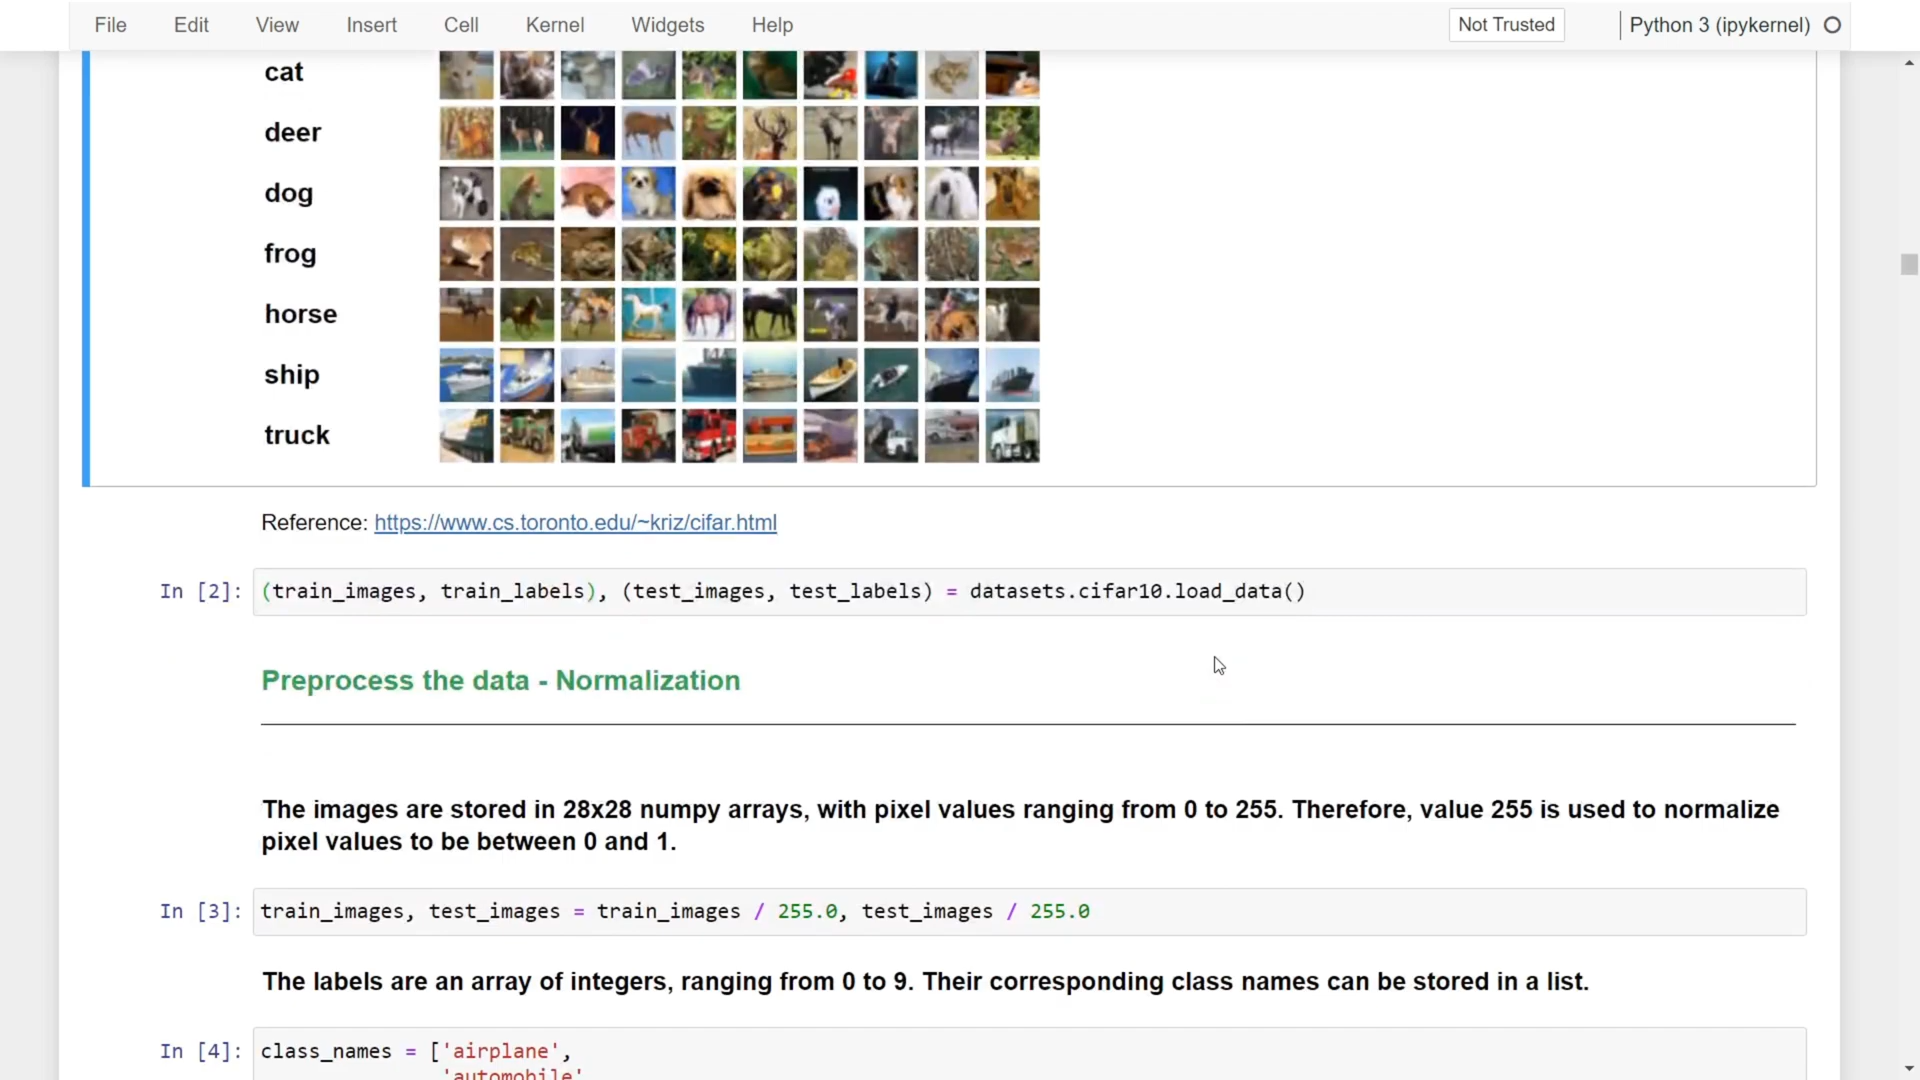 File Edit View Insert Cell Kernel Widgets Help Not Trusted Python 3 (ipykernel)
cat
deer
dog
frog
horse
ship
truck
Reference: https://www.cs.toronto.edu/~kriz/cifar.html
In [2]: (train_images, train_labels), (test_images, test_labels) = datasets.cifar10.load_data()
Preprocess the data - Normalization
The images are stored in 28x28 numpy arrays, with pixel values ranging from 0 to 255. Therefore, value 255 is used to normalize
pixel values to be between 0 and 1.
In [3]: train_images, test_images = train_images / 255.0, test_images / 255.0
The labels are an array of integers, ranging from 0 to 9. Their corresponding class names can be stored in a list.
In [4]: class_names = ['airplane',
'automobile'